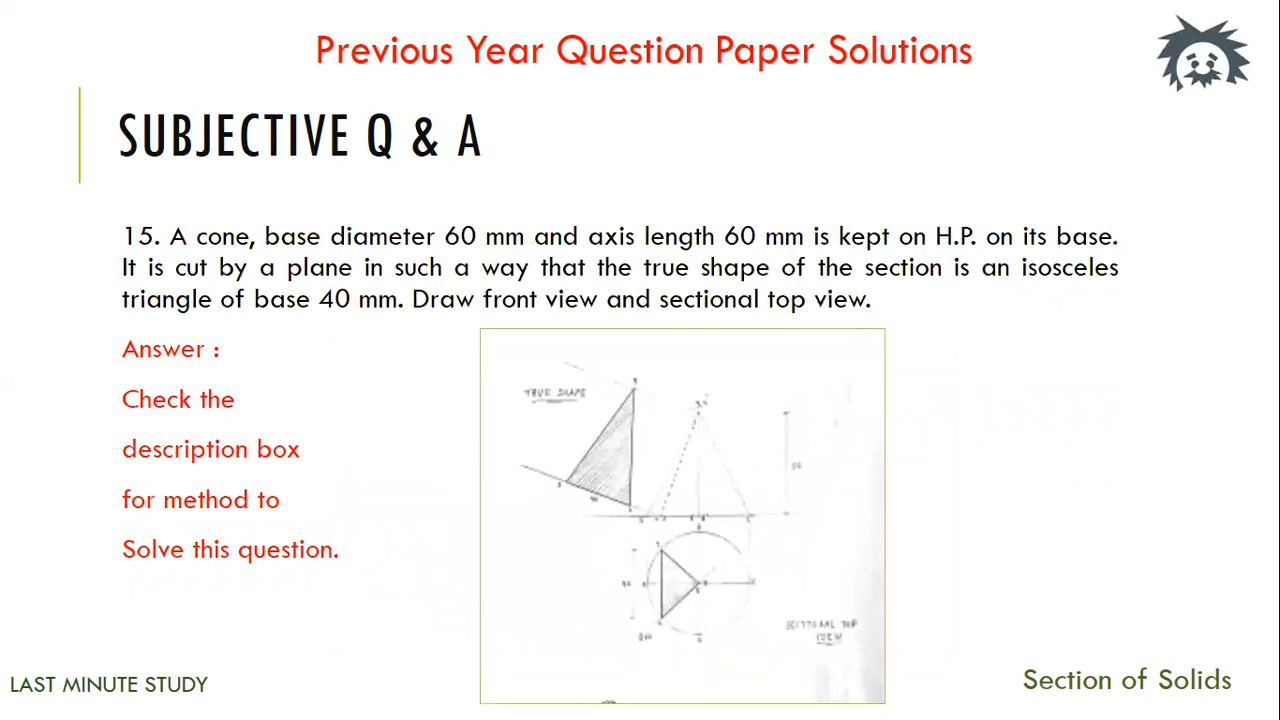 Previous Year Question Paper Solutions
SUBJECTIVE Q & A
15. A cone, base diameter 60 mm and axis length 60 mm is kept on H.P. on its base.
It is cut by a plane in such a way that the true shape of the section is an isosceles
triangle of base 40 mm. Draw front view and sectional top view.
Answer :
Check the
description box
for method to
Solve this question.
TRUE SHAPE
SECTIONAL TOP
VIEW
LAST MINUTE STUDY
Section of Solids